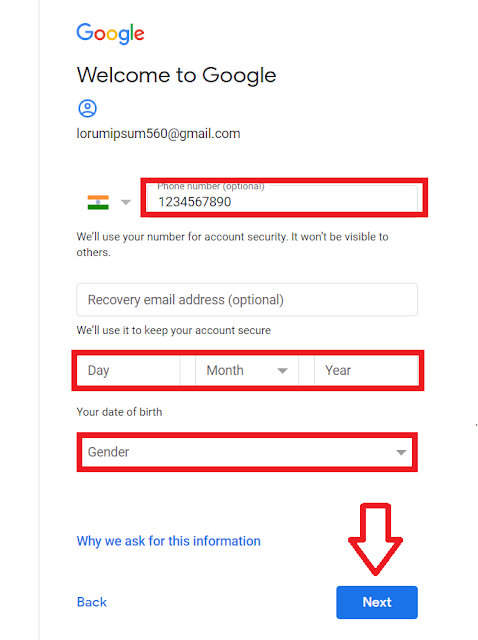 Google
Welcome to Google
lorumipsum560@gmail.com
Phone number (optional)
1234567890
We'll use your number for account security. It won't be visible to
others.
Recovery email address (optional)
We'll use it to keep your account secure
Day Month Year
Your date of birth
Gender
Why we ask for this information
Back Next